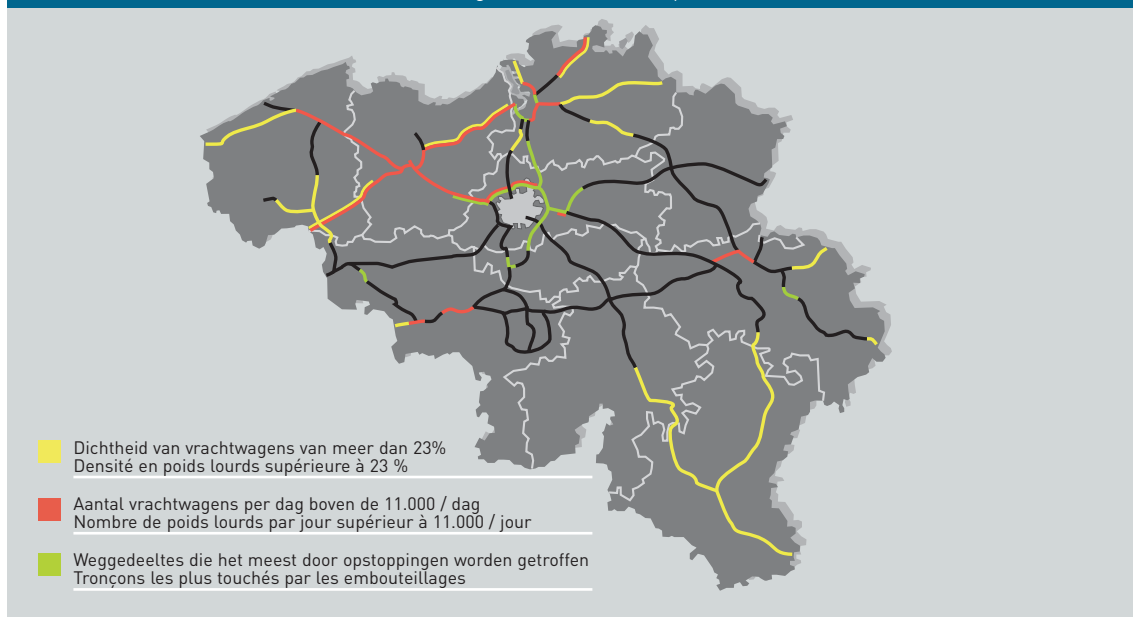 Dichtheid van vrachtwagens van meer dan 23%
Densité en poids lourds supérieure à 23 %
Aantal vrachtwagens per dag boven de 11.000 / dag
Nombre de poids lourds par jour supérieur à 11.000 / jour
Weggedeeltes die het meest door opstoppingen worden getroffen
Tronçons les plus touchés par les embouteillages